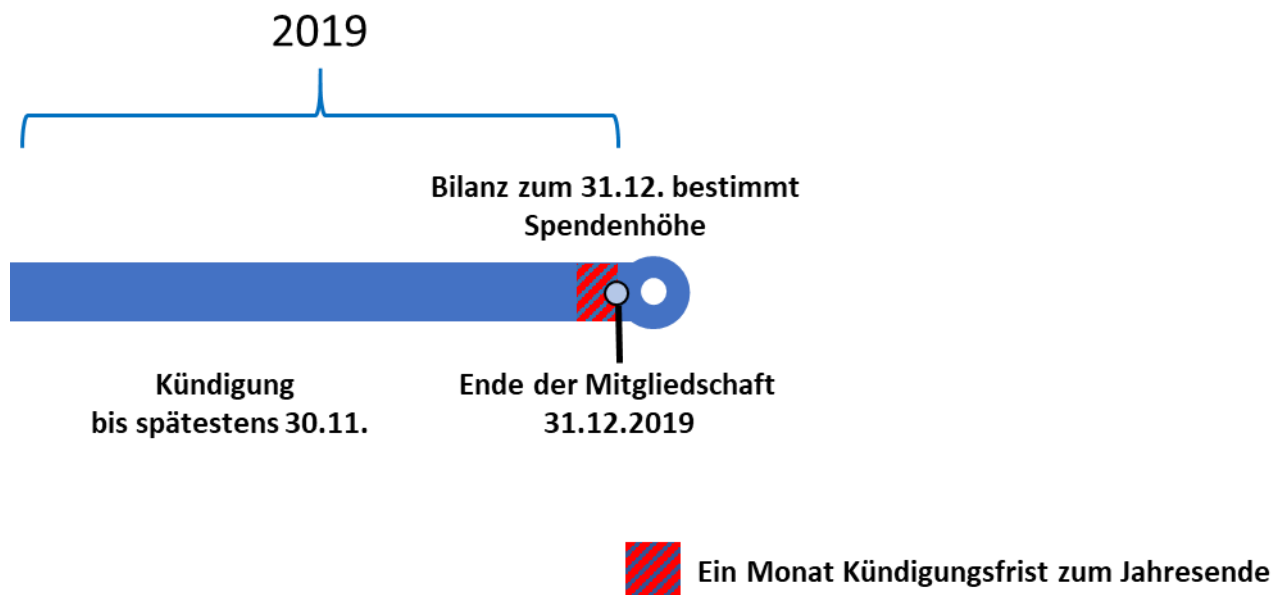 2019
Bilanz zum 31.12. bestimmt
Spendenhöhe
Kündigung
bis spätestens 30.11.
Ende der Mitgliedschaft
31.12.2019
Ein Monat Kündigungsfrist zum Jahresende